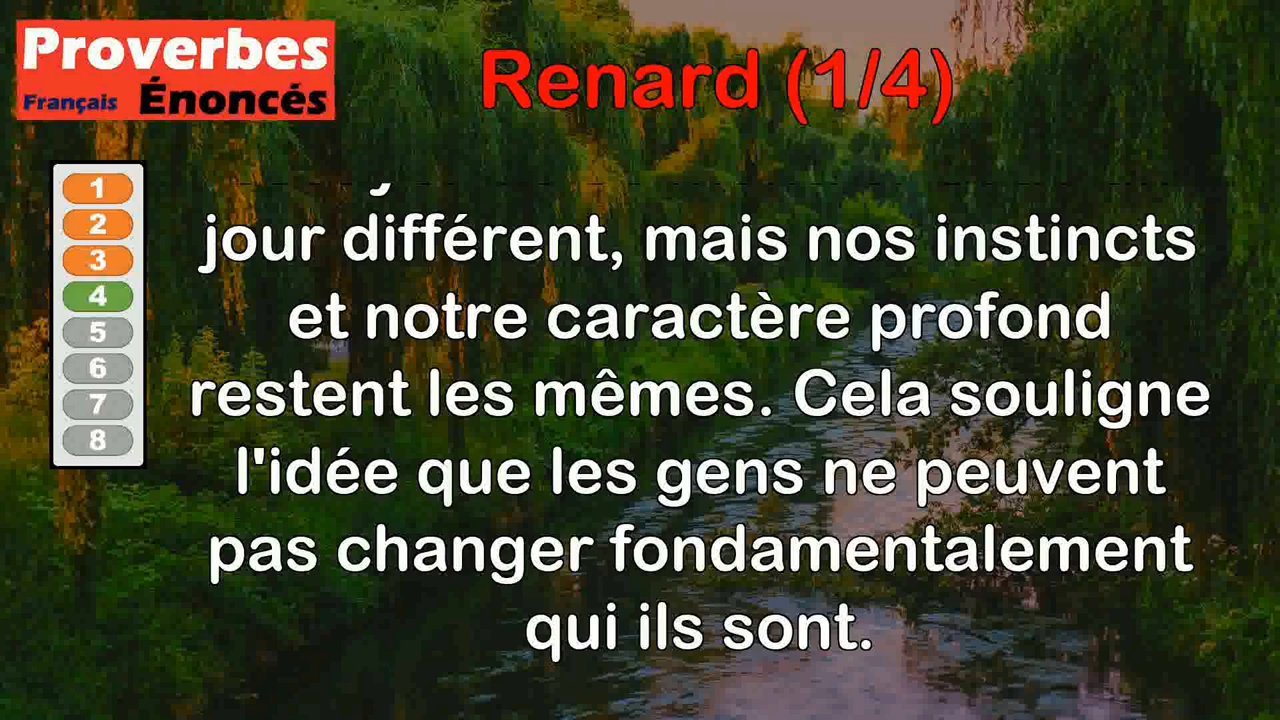 Proverbes
Français Énoncés
Renard (1/4)
1
2
3
4
5
6
7
8
jour différent, mais nos instincts
et notre caractère profond
restent les mêmes. Cela souligne
l'idée que les gens ne peuvent
pas changer fondamentalement
qui ils sont.